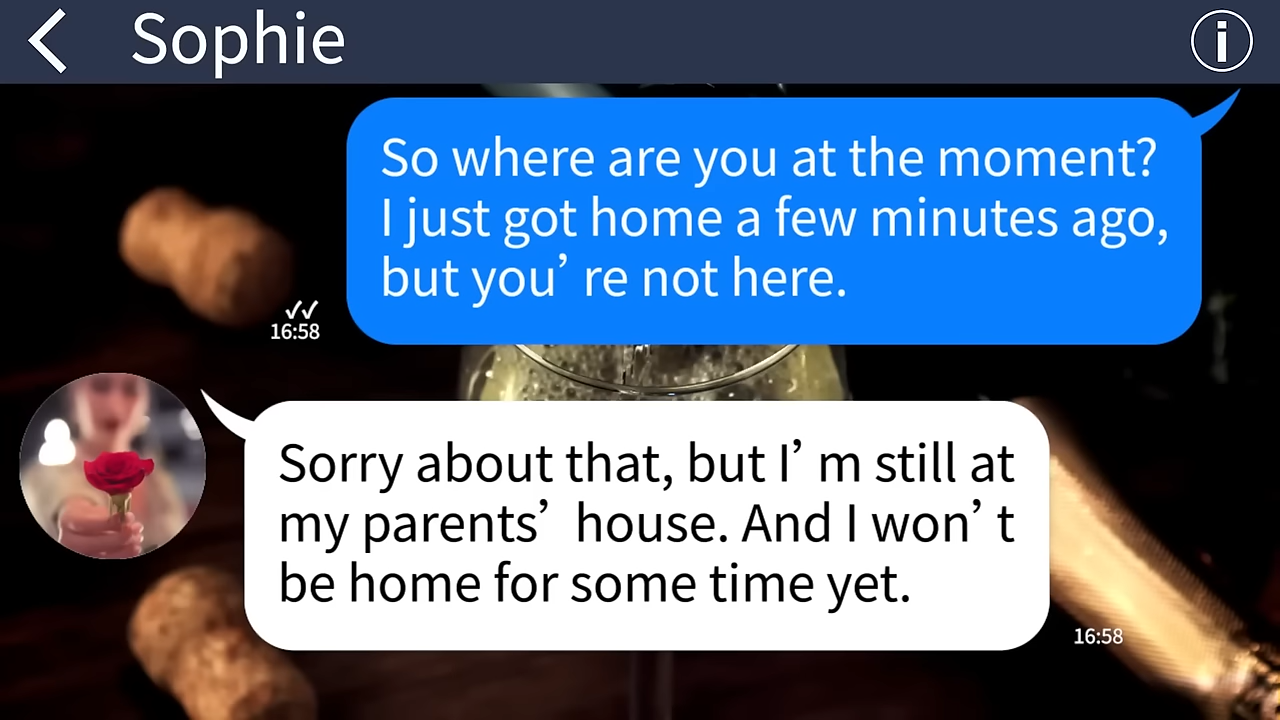 Sophie
So where are you at the moment?
I just got home a few minutes ago,
but you’ re not here.
16:58
Sorry about that, but I’ m still at
my parents’ house. And I won’ t
be home for some time yet.
16:58